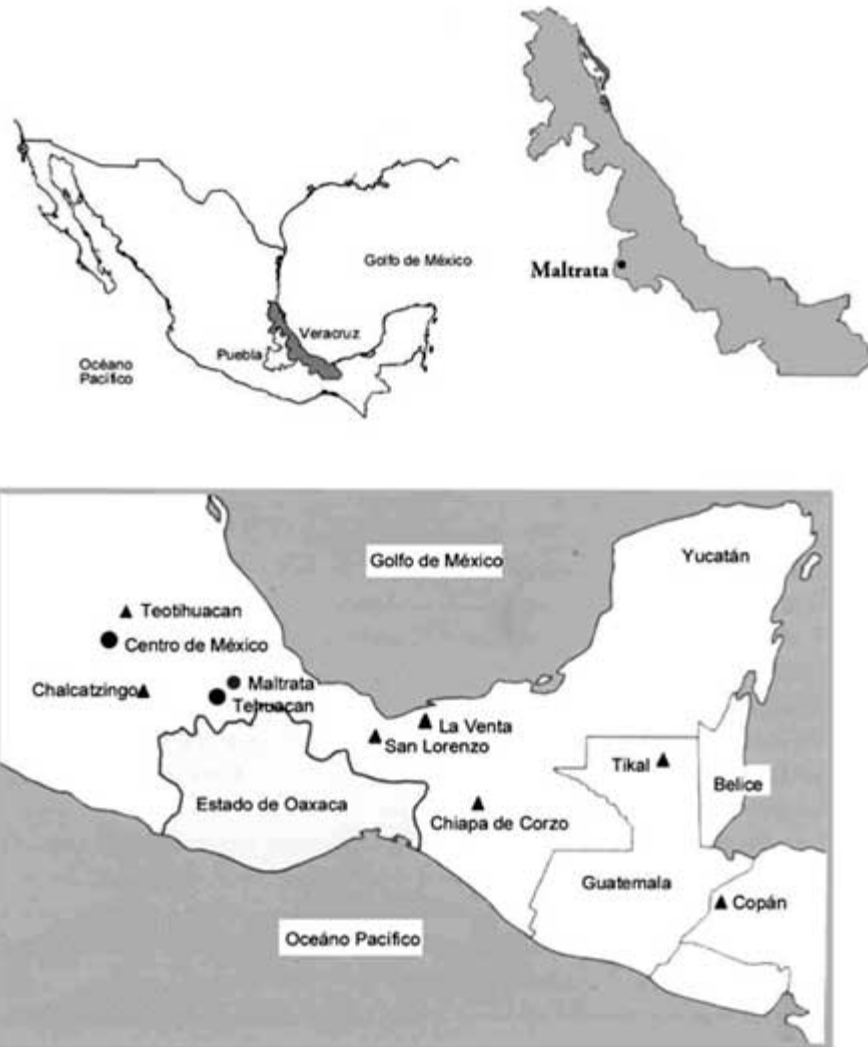 Golfo de México
Veracruz
Puebla
Océano
Pacífico
Maltrata
Golfo de México
Yucatán
Teotihuacan
Centro de México
Chalcatzingo
Maltrata
Tehuacan
La Venta
San Lorenzo
Tikal
Belice
Estado de Oaxaca
Chiapa de Corzo
Guatemala
Copán
Oceáno Pacífico